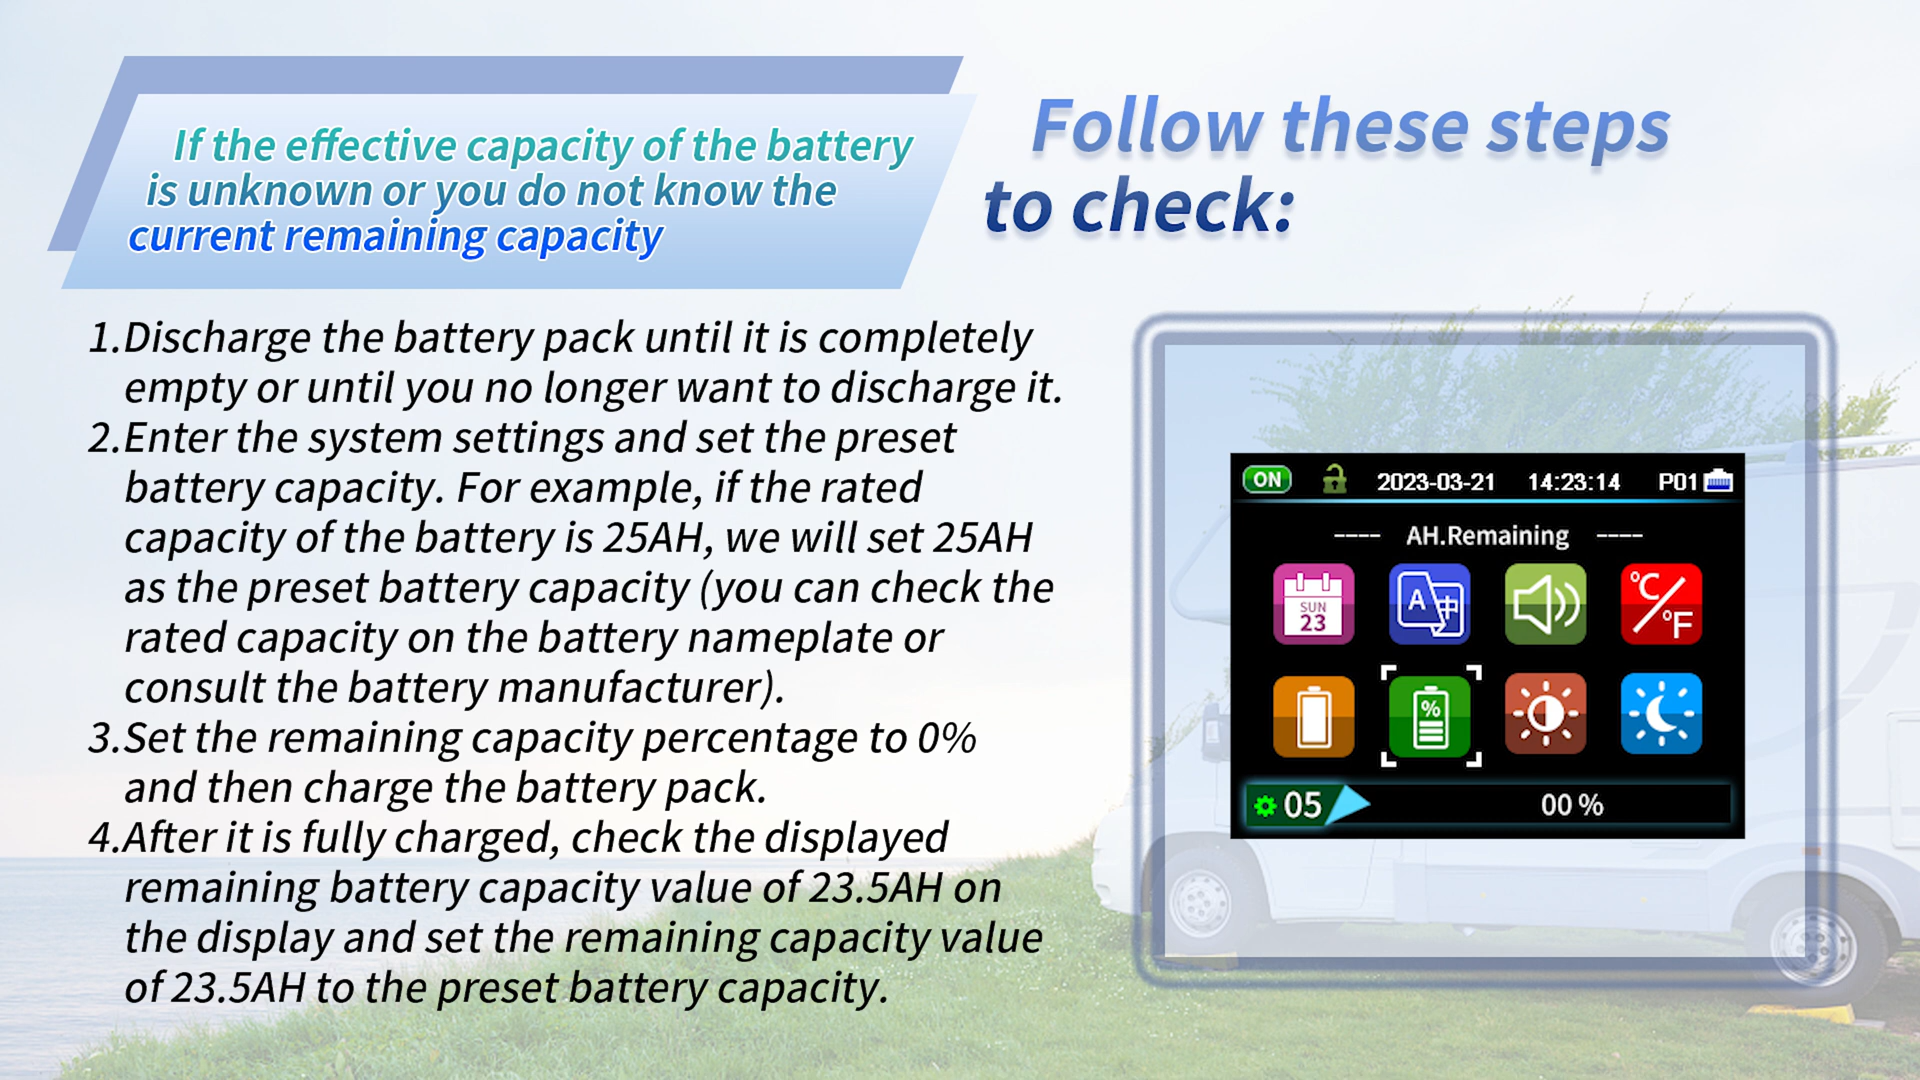 If the effective capacity of the battery
is unknown or you do not know the
current remaining capacity
Follow these steps
to check:
1.Discharge the battery pack until it is completely
empty or until you no longer want to discharge it.
2.Enter the system settings and set the preset
battery capacity. For example, if the rated
capacity of the battery is 25AH, we will set 25AH
as the preset battery capacity (you can check the
rated capacity on the battery nameplate or
consult the battery manufacturer).
3.Set the remaining capacity percentage to 0%
and then charge the battery pack.
4.After it is fully charged, check the displayed
remaining battery capacity value of 23.5AH on
the display and set the remaining capacity value
of 23.5AH to the preset battery capacity.
ON 2023-03-21 14:23:14 P01
---- AH.Remaining ----
SUN
23
A 中
°C/°F
%
05 00 %